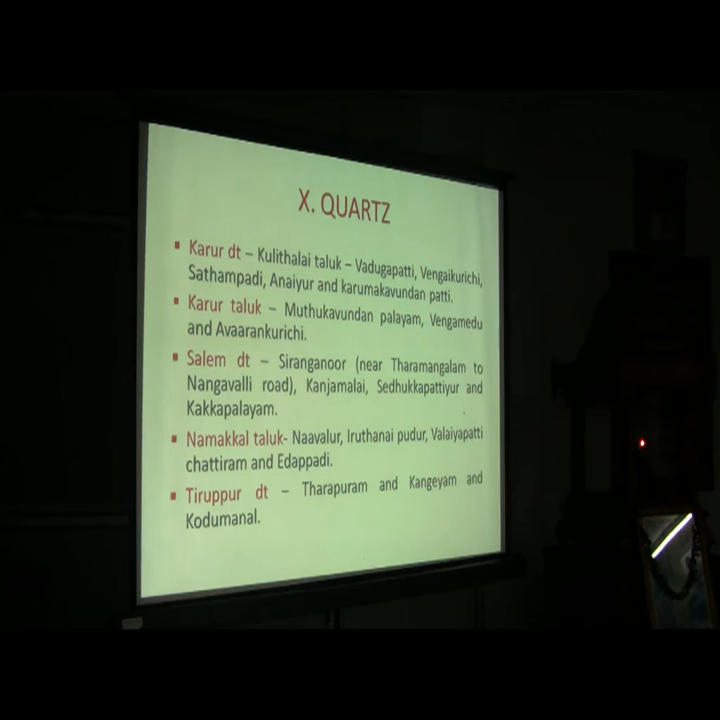 X. QUARTZ
▪ Karur dt – Kulithalai taluk – Vadugapatti, Vengaikurichi,
Sathampadi, Anaiyur and karumakavundan patti.
▪ Karur taluk – Muthukavundan palayam, Vengamedu
and Avaarankurichi.
▪ Salem dt – Siranganoor (near Tharamangalam to
Nangavalli road), Kanjamalai, Sedhukkapattiyur and
Kakkapalayam.
▪ Namakkal taluk- Naavalur, Iruthanai pudur, Valaiyapatti
chattiram and Edappadi.
▪ Tiruppur dt – Tharapuram and Kangeyam and
Kodumanal.